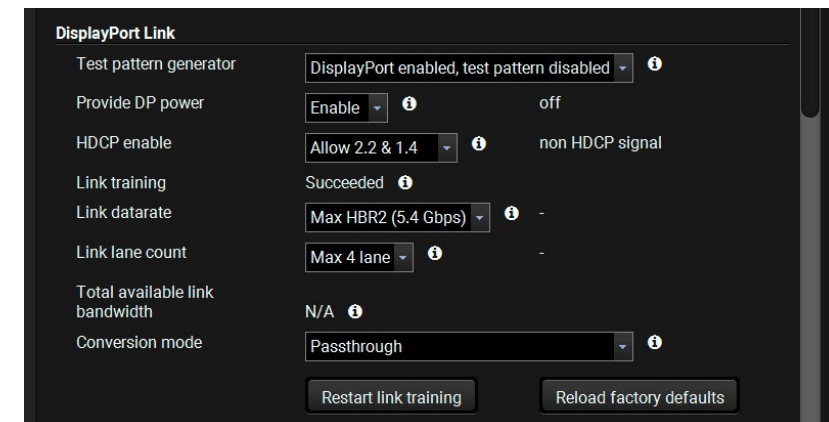 DisplayPort Link
Test pattern generator DisplayPort enabled, test pattern disabled
Provide DP power Enable off
HDCP enable Allow 2.2 & 1.4 non HDCP signal
Link training Succeeded
Link datarate Max HBR2 (5.4 Gbps) -
Link lane count Max 4 lane -
Total available link
bandwidth N/A
Conversion mode Passthrough
Restart link training Reload factory defaults